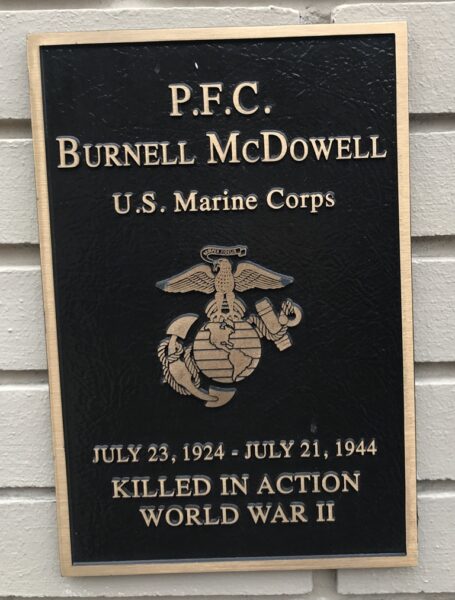 P.F.C.
BURNELL MCDOWELL
U.S. Marine Corps
JULY 23, 1924 - JULY 21, 1944
KILLED IN ACTION
WORLD WAR II